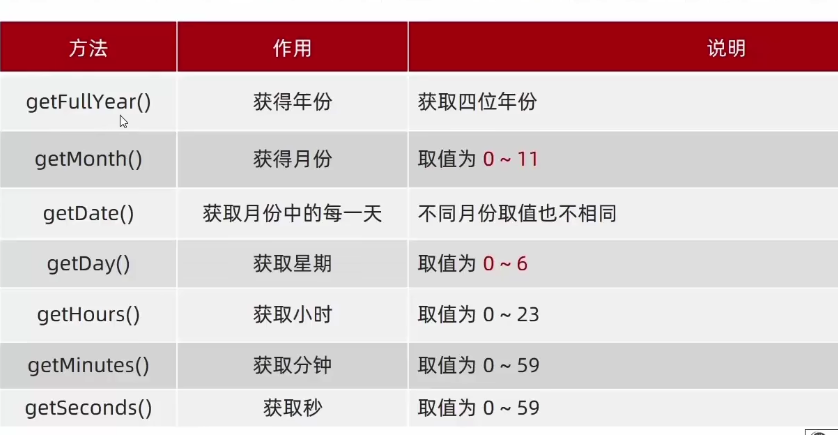 方法 作用 说明
getFullYear() 获得年份 获取四位年份
getMonth() 获得月份 取值为 0 ~ 11
getDate() 获取月份中的每一天 不同月份取值也不相同
getDay() 获取星期 取值为 0 ~ 6
getHours() 获取小时 取值为 0 ~ 23
getMinutes() 获取分钟 取值为 0 ~ 59
getSeconds() 获取秒 取值为 0 ~ 59